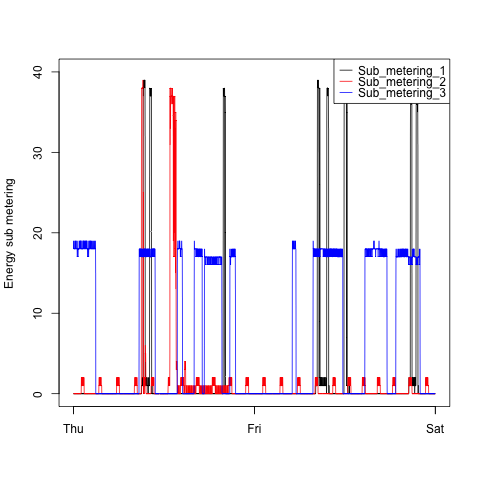 Sub_metering_1
Sub_metering_2
Sub_metering_3
Energy sub metering
40
30
20
10
0
Thu Fri Sat